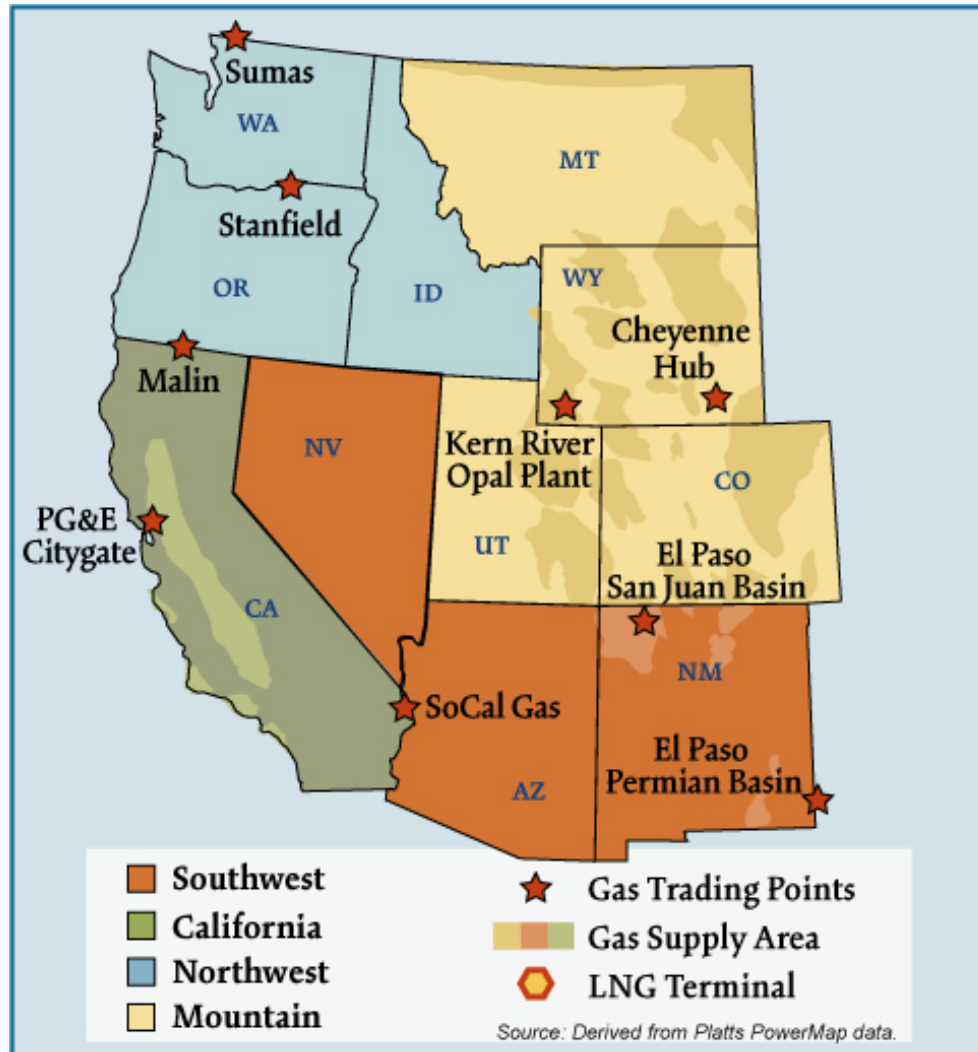 Sumas
WA
MT
Stanfield
OR
ID
WY
Cheyenne
Hub
Malin
NV
Kern River
Opal Plant
CO
PG&E
Citygate
UT
El Paso
San Juan Basin
CA
NM
SoCal Gas
El Paso
Permian Basin
AZ
Southwest
California
Northwest
Mountain
Gas Trading Points
Gas Supply Area
LNG Terminal
Source: Derived from Platts PowerMap data.